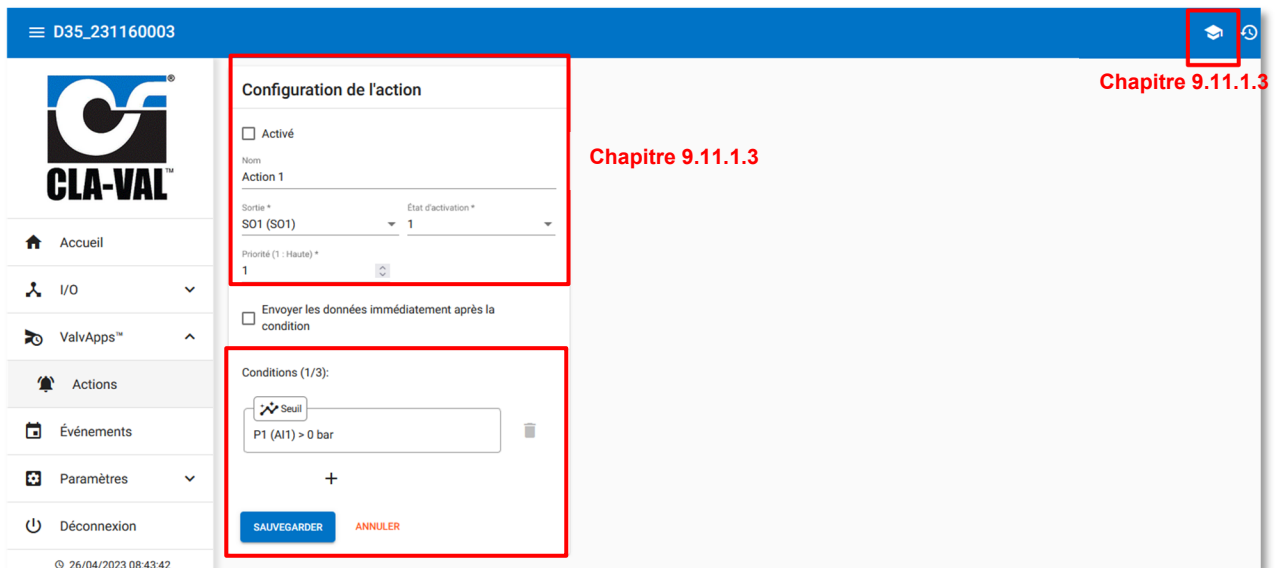 D35_231160003
Chapitre 9.11.1.3
®
CLA-VAL™
Accueil
I/O
ValvApps™
Actions
Événements
Paramètres
Déconnexion
26/04/2023 08:43:42
Configuration de l'action
Activé
Nom
Action 1
Sortie * État d'activation *
SO1 (SO1) 1
Priorité (1 : Haute) *
1
Chapitre 9.11.1.3
Envoyer les données immédiatement après la
condition
Conditions (1/3):
Seuil
P1 (AI1) > 0 bar
+
SAUVEGARDER ANNULER